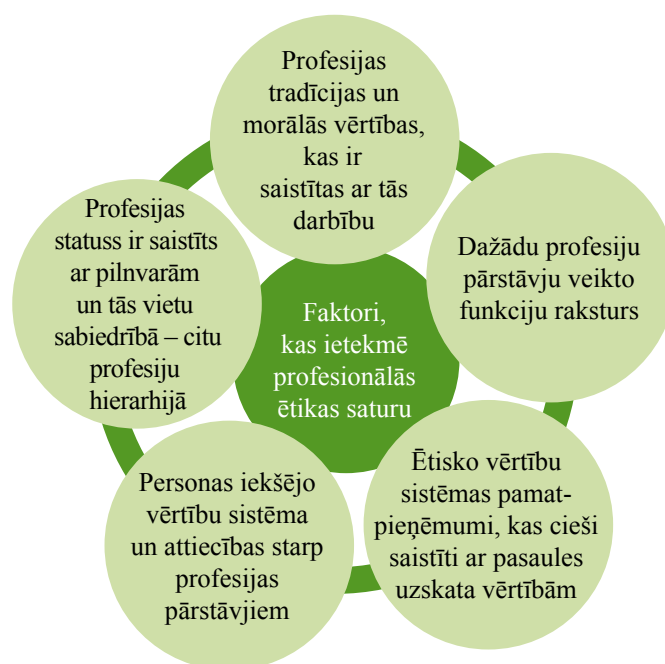 Profesijas
tradīcijas un
morālās vērtības,
kas ir
saistītas ar tās
darbību
Dažādu profesiju
pārstāvju veikto
funkciju raksturs
Ētisko vērtību
sistēmas pamat-
pieņēmumi, kas cieši
saistīti ar pasaules
uzskata vērtībām
Personas iekšējo
vērtību sistēma
un attiecības starp
profesijas
pārstāvjiem
Profesijas
statuss ir saistīts
ar pilnvarām
un tās vietu
sabiedrībā – citu
profesiju
hierarhijā
Faktori,
kas ietekmē
profesionālās
ētikas saturu